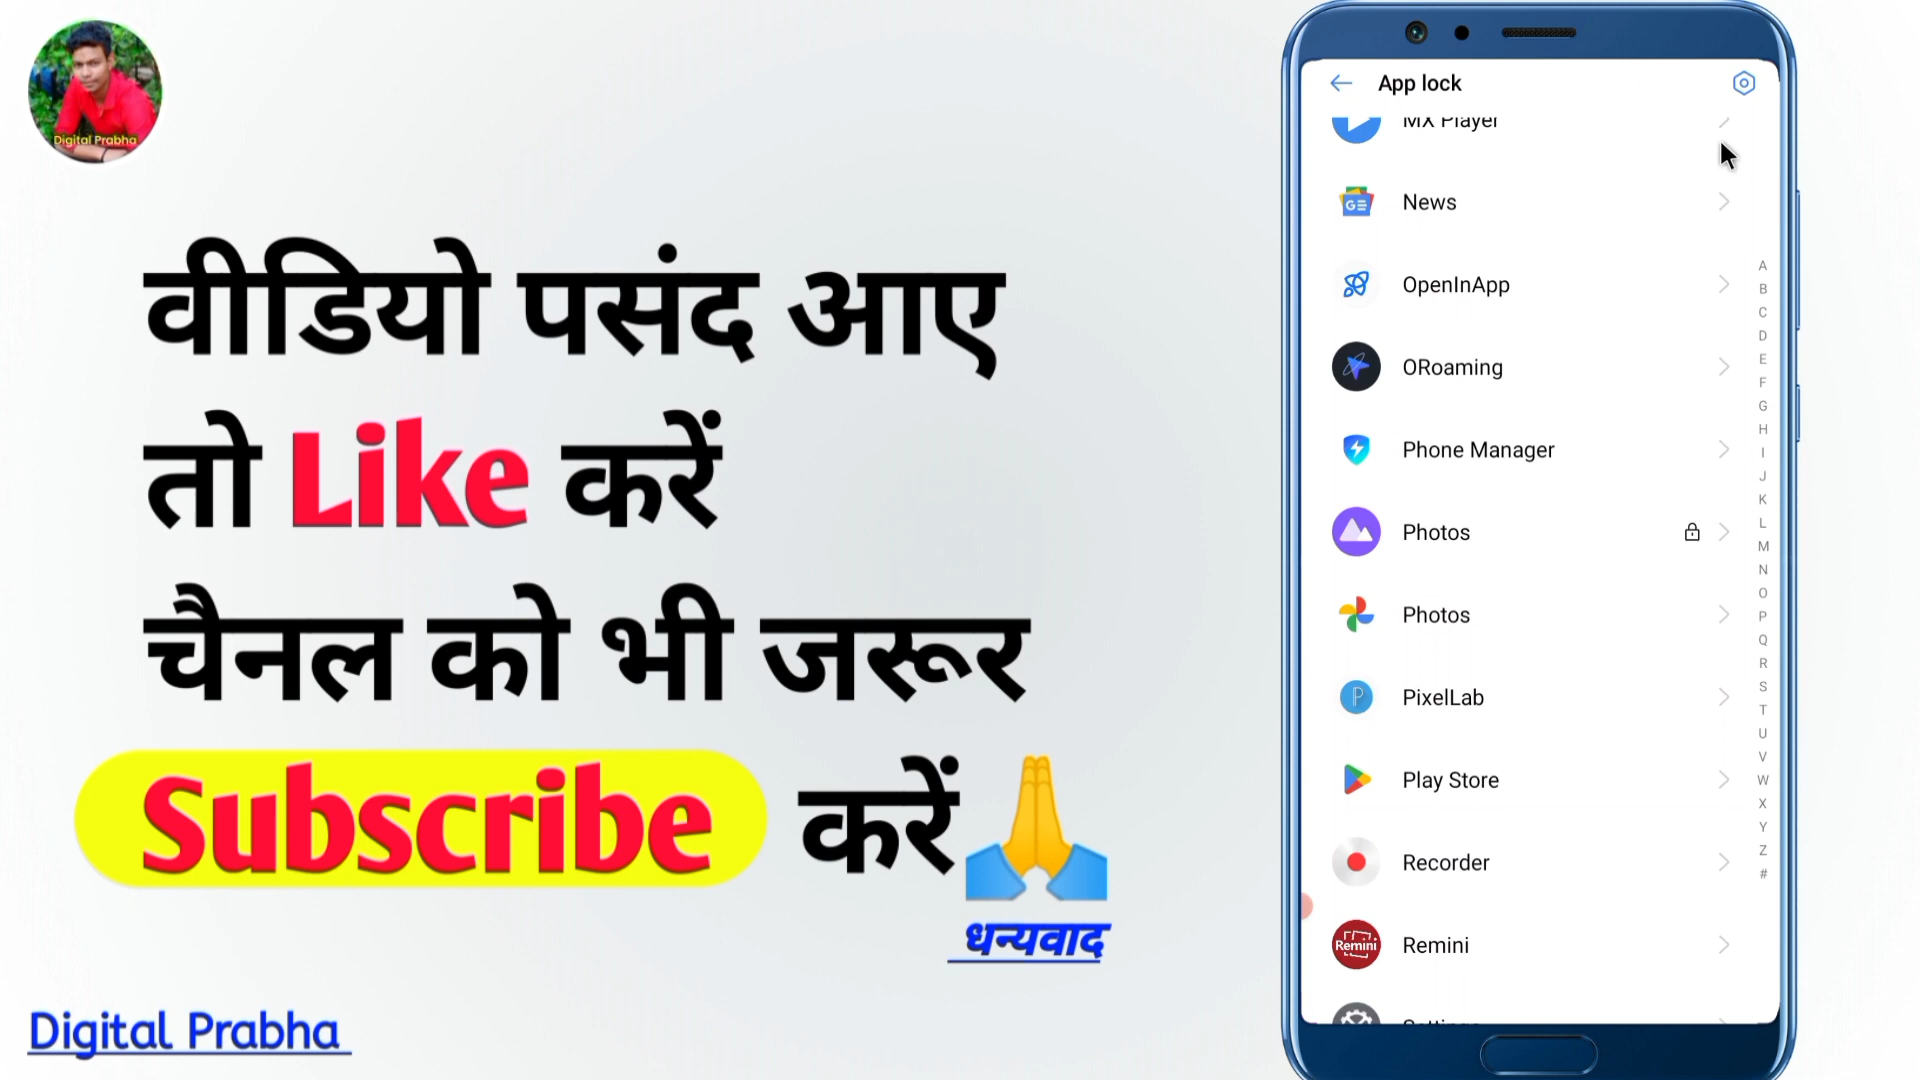 Digital Prabha
वीडियो पसंद आए
तो Like करें
चैनल को भी जरूर
Subscribe करें
धन्यवाद
Digital Prabha
App lock
MX Player
News
OpenInApp
ORoaming
Phone Manager
Photos
Photos
PixelLab
Play Store
Recorder
Remini
Remini
Settings
A
B
C
D
E
F
G
H
I
J
K
L
M
N
O
P
Q
R
S
T
U
V
W
X
Y
Z
#